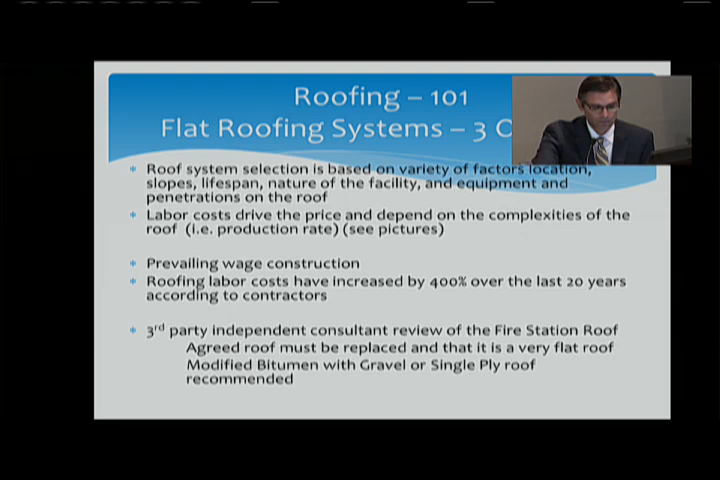 Roofing – 101
Flat Roofing Systems – 3
Roof system selection is based on variety of factors location,
slopes, lifespan, nature of the facility, and equipment and
penetrations on the roof
Labor costs drive the price and depend on the complexities of the
roof (i.e. production rate) (see pictures)
Prevailing wage construction
Roofing labor costs have increased by 400% over the last 20 years
according to contractors
3rd party independent consultant review of the Fire Station Roof
Agreed roof must be replaced and that it is a very flat roof
Modified Bitumen with Gravel or Single Ply roof
recommended